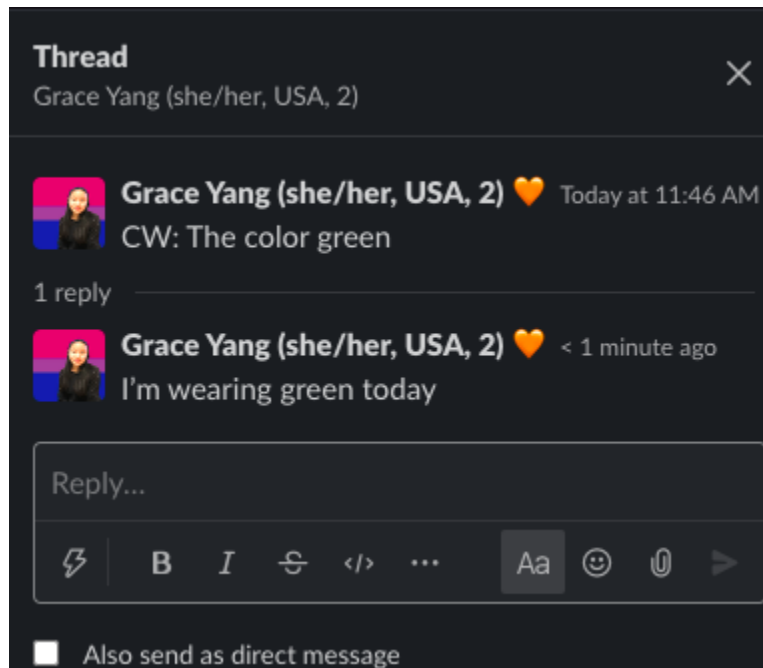 Thread
Grace Yang (she/her, USA, 2)
Grace Yang (she/her, USA, 2) 🧡 Today at 11:46 AM
CW: The color green
1 reply
Grace Yang (she/her, USA, 2) 🧡 < 1 minute ago
I’m wearing green today
Reply…
B I S </> ··· Aa
Also send as direct message